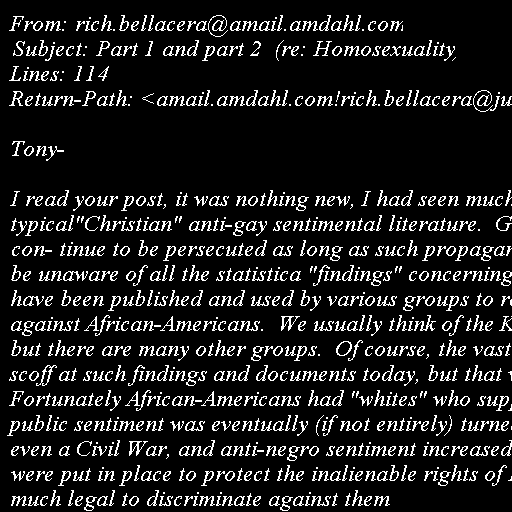 From: rich.bellacera@amail.amdahl.com
Subject: Part 1 and part 2 (re: Homosexuality)
Lines: 114
Return-Path: <amail.amdahl.com!rich.bellacera@ju
Tony-
I read your post, it was nothing new, I had seen much
typical"Christian" anti-gay sentimental literature. G
con- tinue to be persecuted as long as such propagan
be unaware of all the statistica "findings" concerning
have been published and used by various groups to r
against African-Americans. We usually think of the K
but there are many other groups. Of course, the vast
scoff at such findings and documents today, but that
Fortunately African-Americans had "whites" who supp
public sentiment was eventually (if not entirely) turne
even a Civil War, and anti-negro sentiment increased
were put in place to protect the inalienable rights of
much legal to discriminate against them